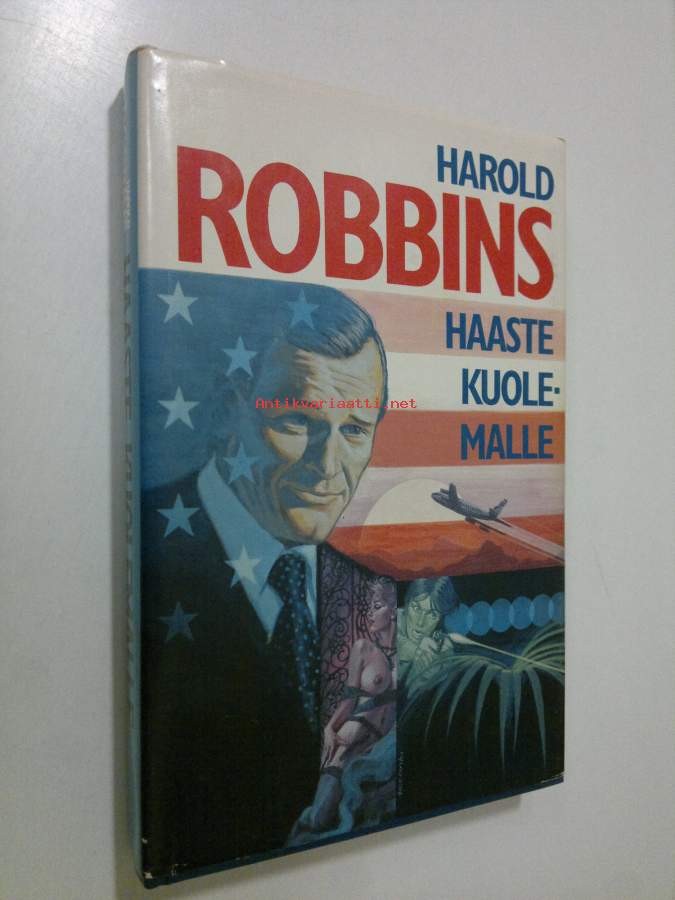 HAROLD
ROBBINS
HAASTE
KUOLE-
MALLE
Antikvariaatti.net